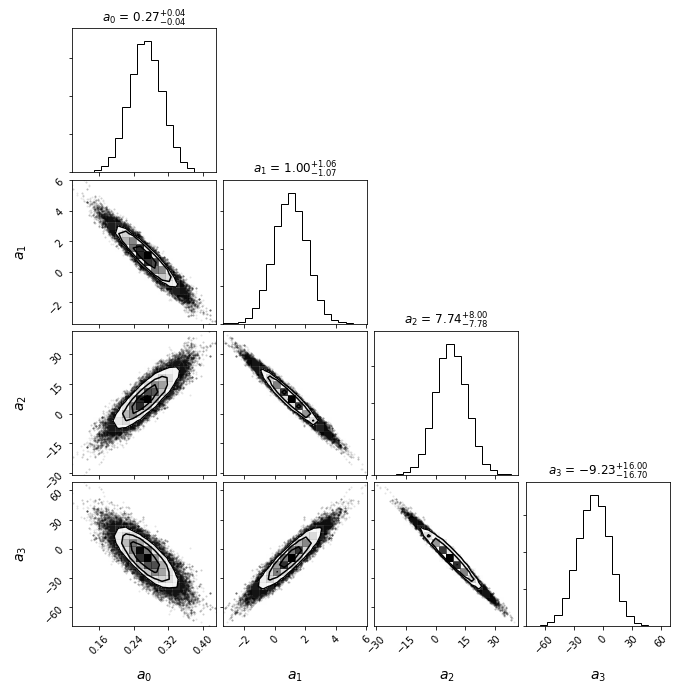 a₀ = 0.27⁺⁰·⁰⁴₋₀.₀₄
a₁ = 1.00⁺¹·⁰⁶₋₁.₀₇
a₂ = 7.74⁺⁸·⁰⁰₋₇.₇₈
a₃ = −9.23⁺¹⁶·⁰⁰₋₁₆.₇₀
a₁
6
4
2
0
−2
a₂
30
15
0
−15
−30
a₃
60
30
0
−30
−60
0.16 0.24 0.32 0.40
−2 0 2 4 6
−30 −15 0 15 30
−60 −30 0 30 60
a₀ a₁ a₂ a₃